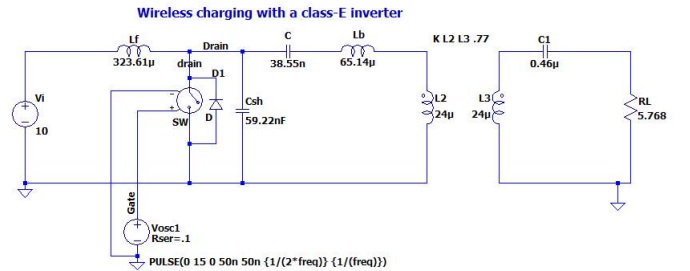 Wireless charging with a class-E inverter
Lf
323.61µ
Drain
drain
C
38.55n
Lb
65.14µ
K L2 L3 .77
C1
0.46µ
D1
Vi
10
SW
D
Csh
59.22nF
L2
24µ
L3
24µ
RL
5.768
Gate
Vosc1
Rser=.1
PULSE(0 15 0 50n 50n {1/(2*freq)} {1/(freq)})